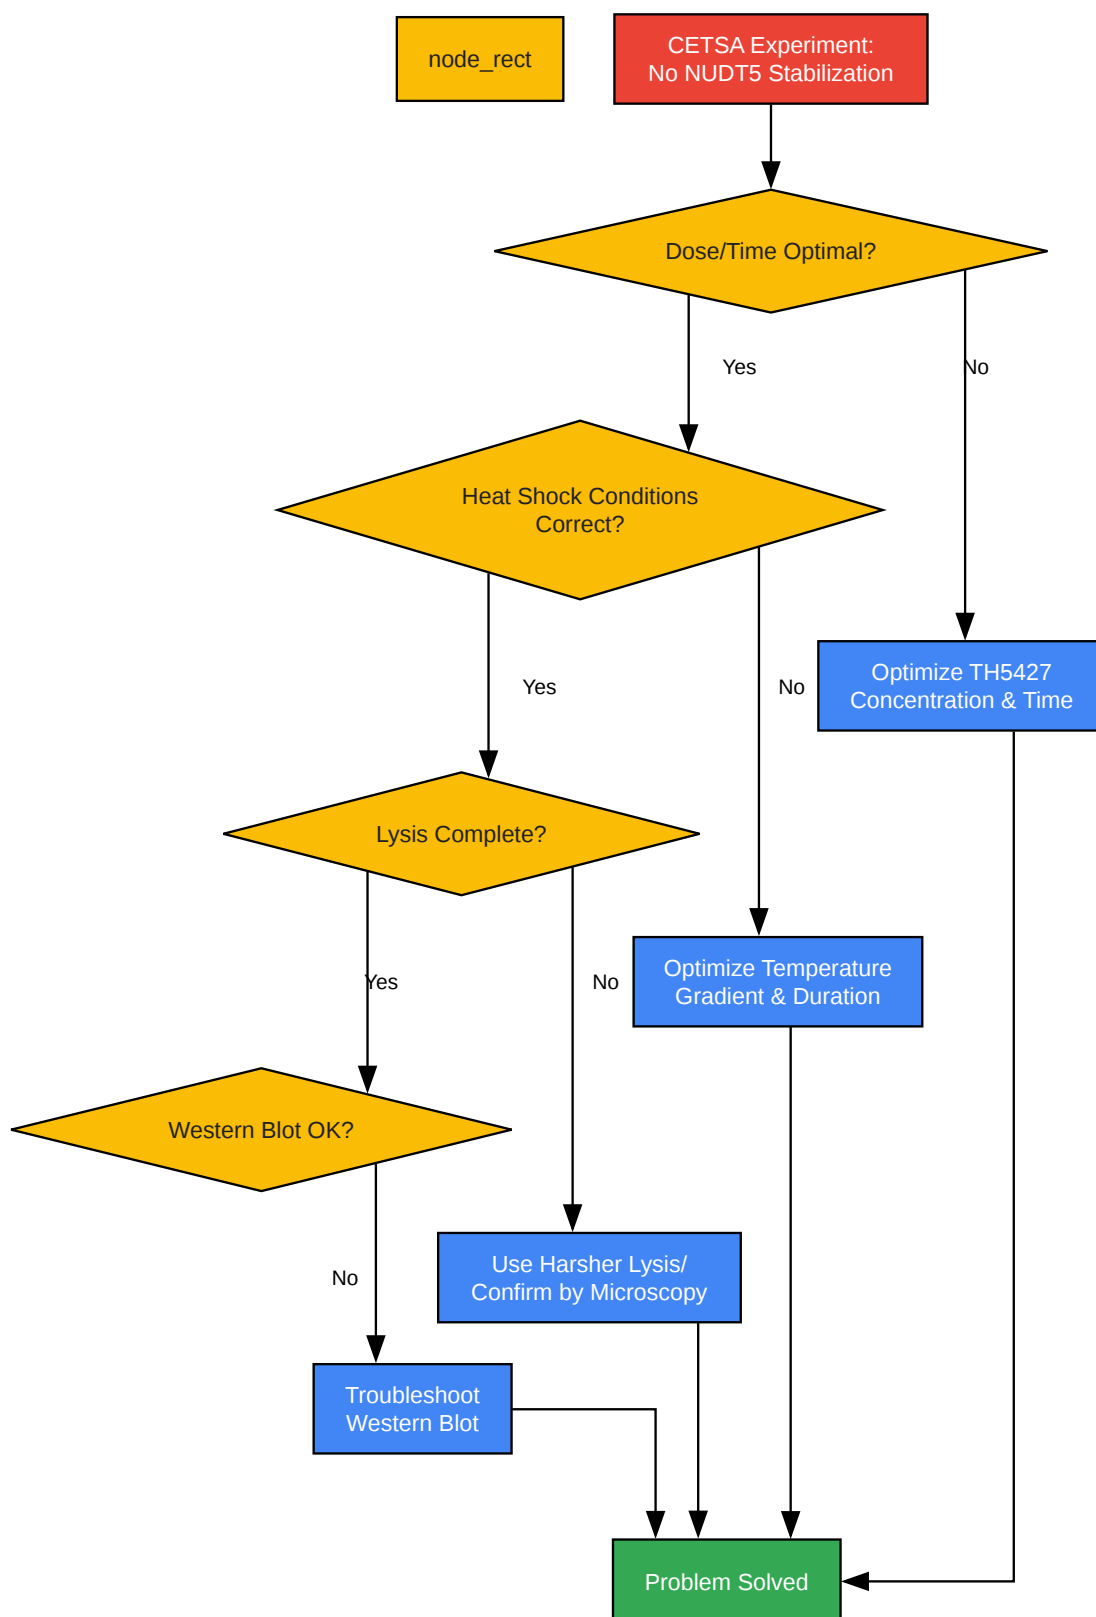 node_rect
CETSA Experiment:
No NUDT5 Stabilization
Dose/Time Optimal?
Yes
No
Heat Shock Conditions
Correct?
Yes
No
Optimize TH5427
Concentration & Time
Lysis Complete?
Yes
No
Optimize Temperature
Gradient & Duration
Western Blot OK?
No
Use Harsher Lysis/
Confirm by Microscopy
Troubleshoot
Western Blot
Problem Solved